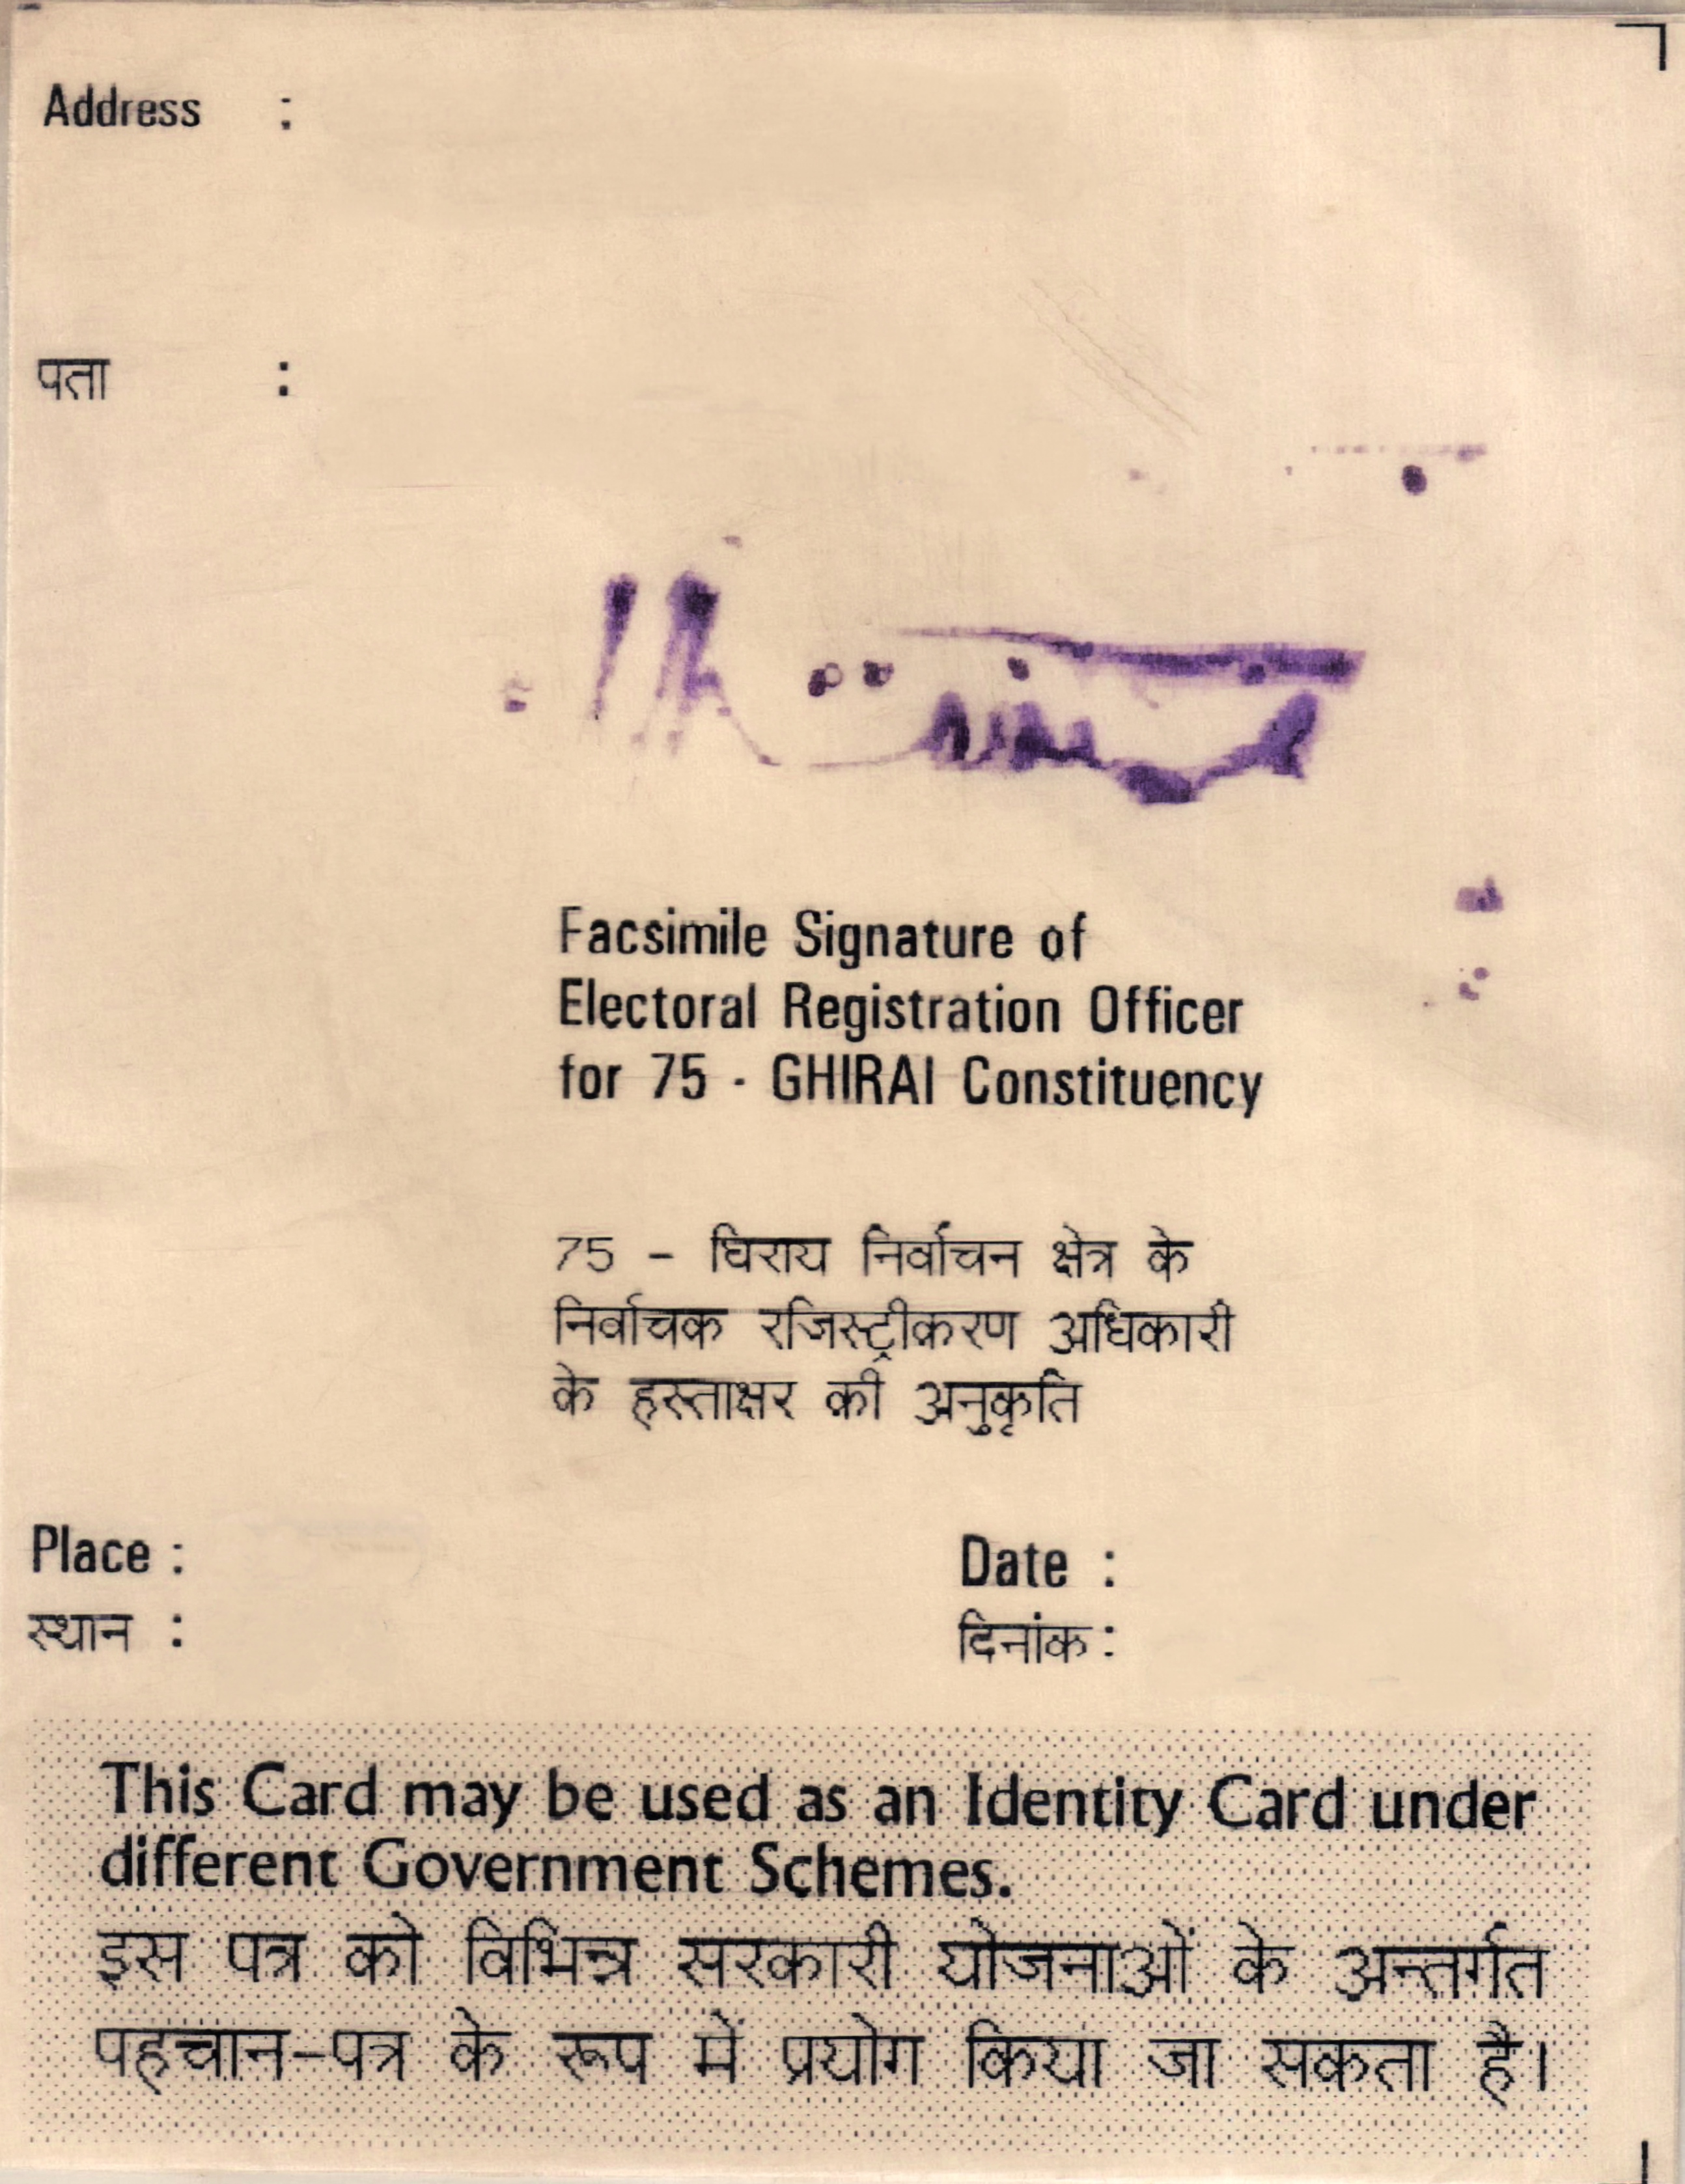 Address :
पता :
Facsimile Signature of
Electoral Registration Officer
for 75 - GHIRAI Constituency
75 - घिराय निर्वाचन क्षेत्र के
निर्वाचक रजिस्ट्रीकरण अधिकारी
के हस्ताक्षर की अनुकृति
Place : Date :
स्थान : दिनांक :
This Card may be used as an Identity Card under
different Government Schemes.
इस पत्र को विभिन्न सरकारी योजनाओं के अन्तर्गत
पहचान-पत्र के रूप में प्रयोग किया जा सकता है।